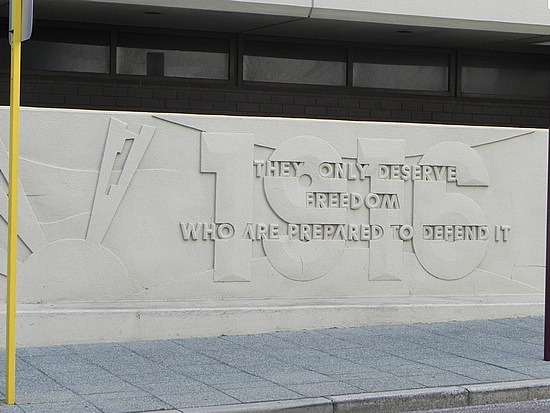 1916
THEY ONLY DESERVE
FREEDOM
WHO ARE PREPARED TO DEFEND IT